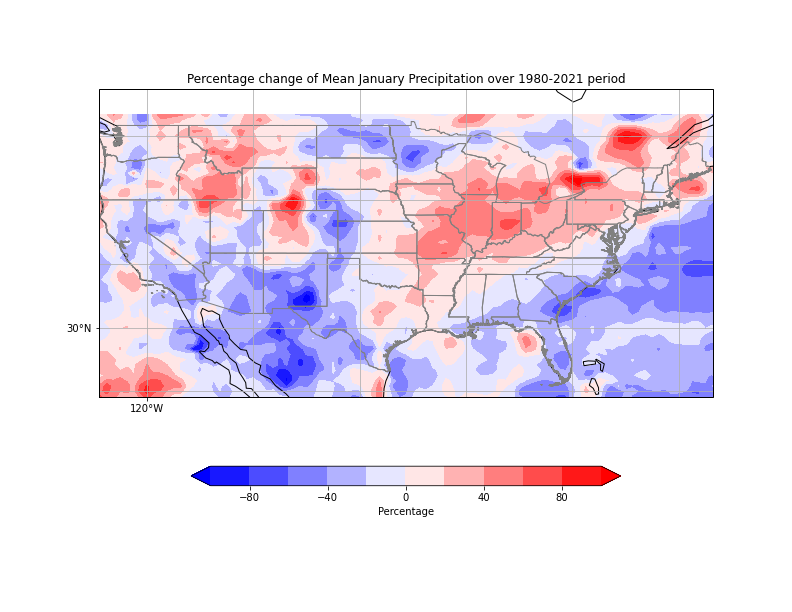 Percentage change of Mean January Precipitation over 1980-2021 period
30°N
120°W
−80 −40 0 40 80
Percentage